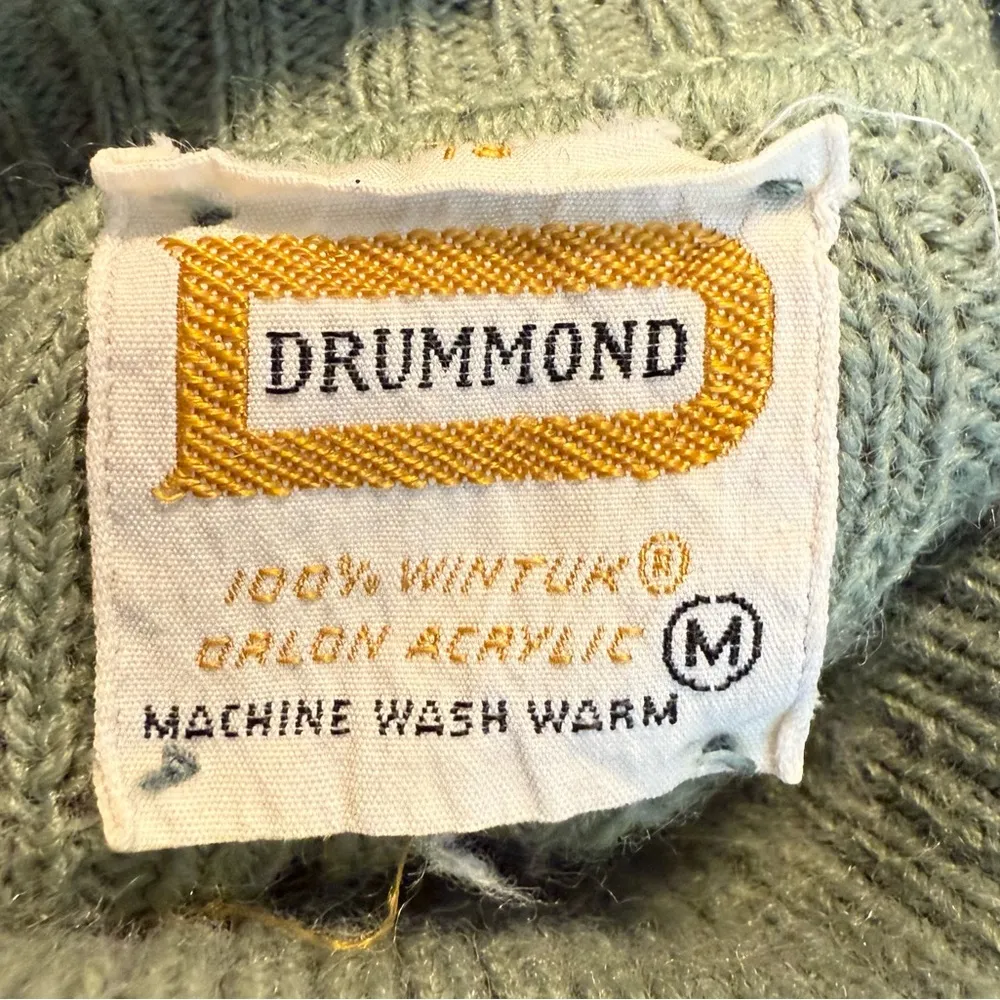 DRUMMOND
100% WINTUK ®
ORLON ACRYLIC M
MACHINE WASH WARM